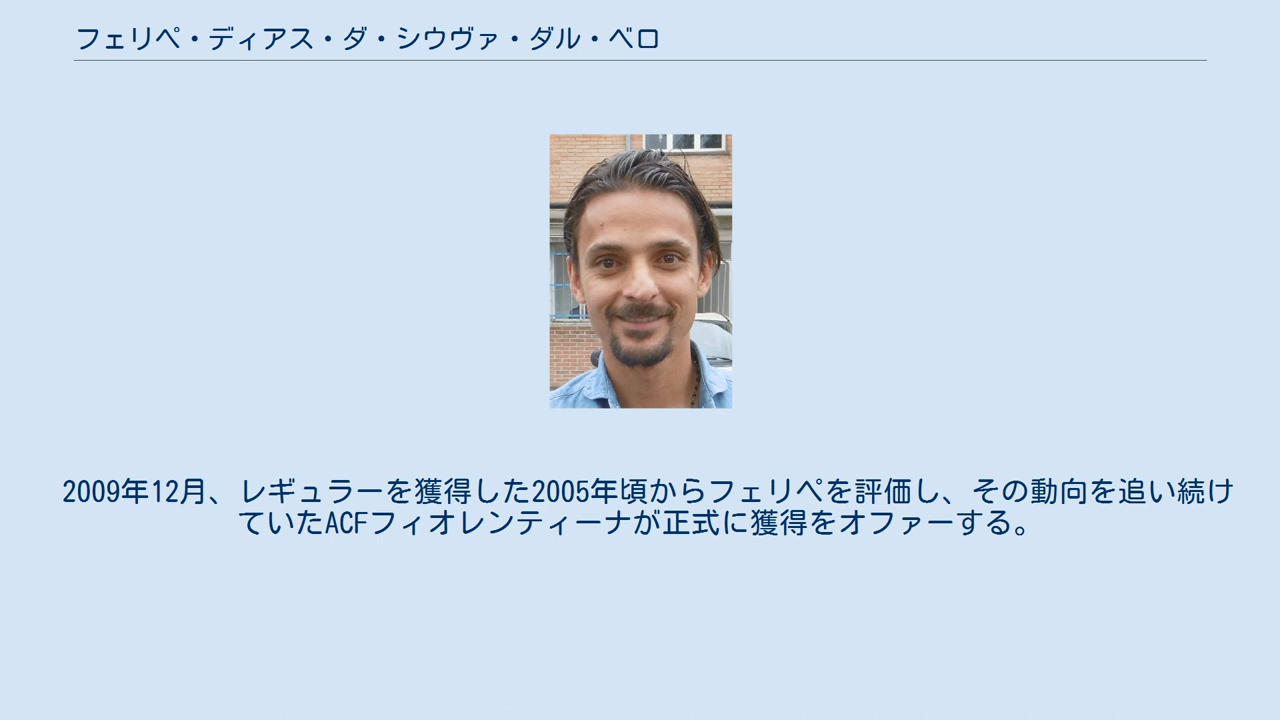 フェリペ・ディアス・ダ・シウヴァ・ダル・ベロ
2009年12月、レギュラーを獲得した2005年頃からフェリペを評価し、その動向を追い続け
ていたACFフィオレンティーナが正式に獲得をオファーする。